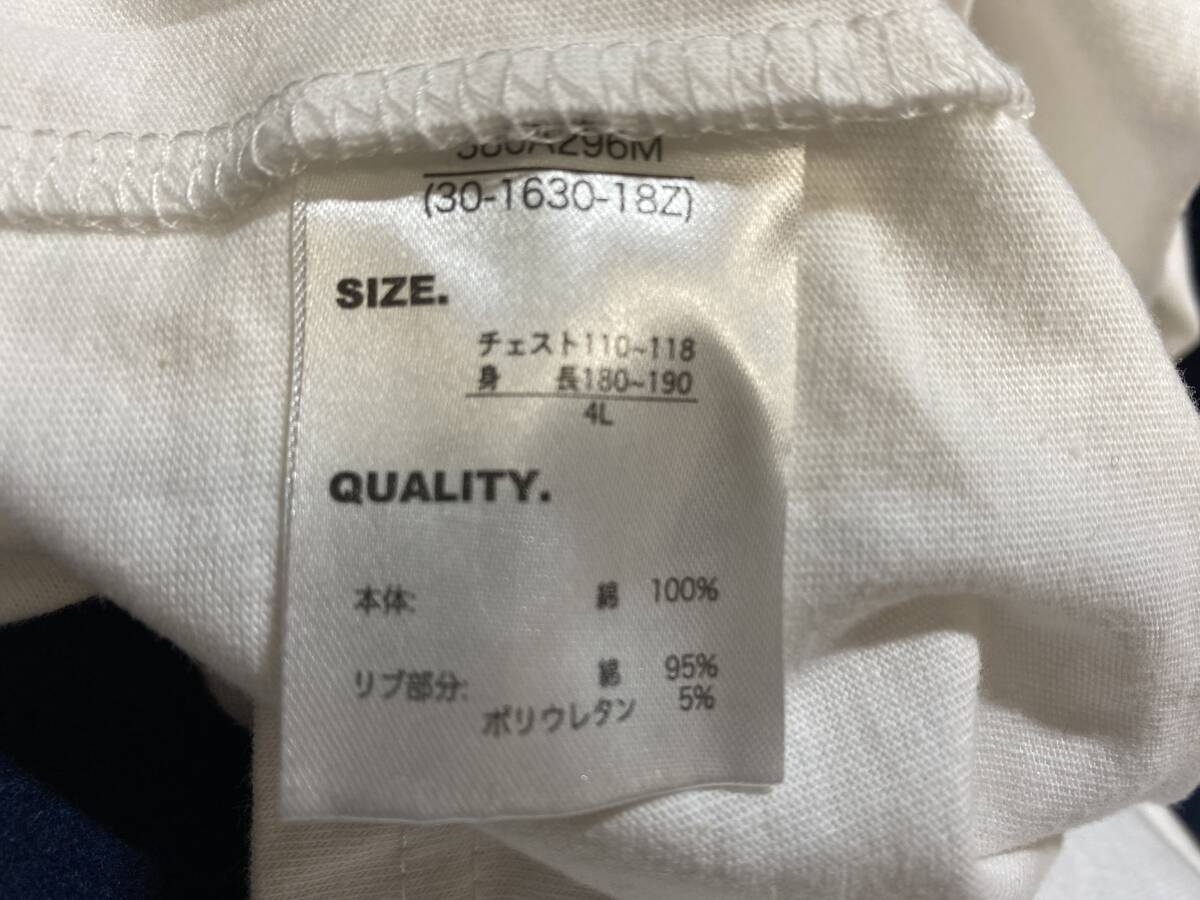 (30-1630-18Z)
SIZE.
チェスト110~118
身 長180~190
4L
QUALITY.
本体: 綿 100%
リブ部分: 綿 95%
ポリウレタン 5%